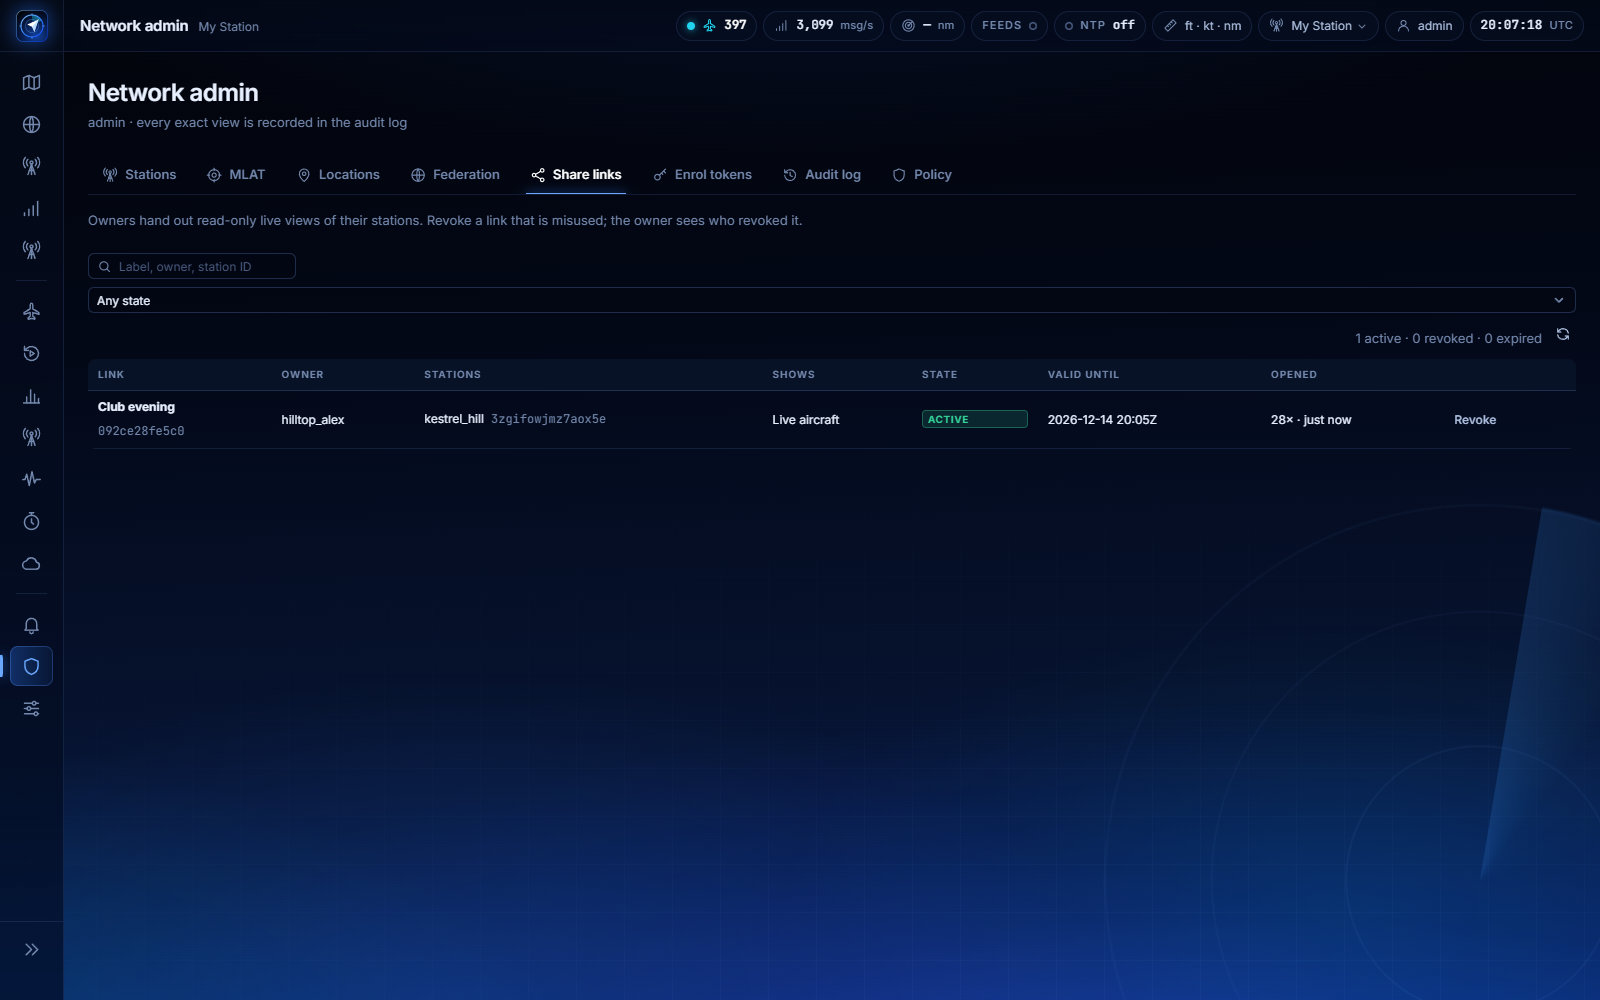 Network admin My Station 397 3,099 msg/s – nm FEEDS NTP off ft · kt · nm My Station admin 20:07:18 UTC
Network admin
admin · every exact view is recorded in the audit log
Stations MLAT Locations Federation Share links Enrol tokens Audit log Policy
Owners hand out read-only live views of their stations. Revoke a link that is misused; the owner sees who revoked it.
Label, owner, station ID
Any state
1 active · 0 revoked · 0 expired
LINK OWNER STATIONS SHOWS STATE VALID UNTIL OPENED
Club evening
092ce28fe5c0 hilltop_alex kestrel_hill 3zgifowjmz7aox5e Live aircraft ACTIVE 2026-12-14 20:05Z 28× · just now Revoke